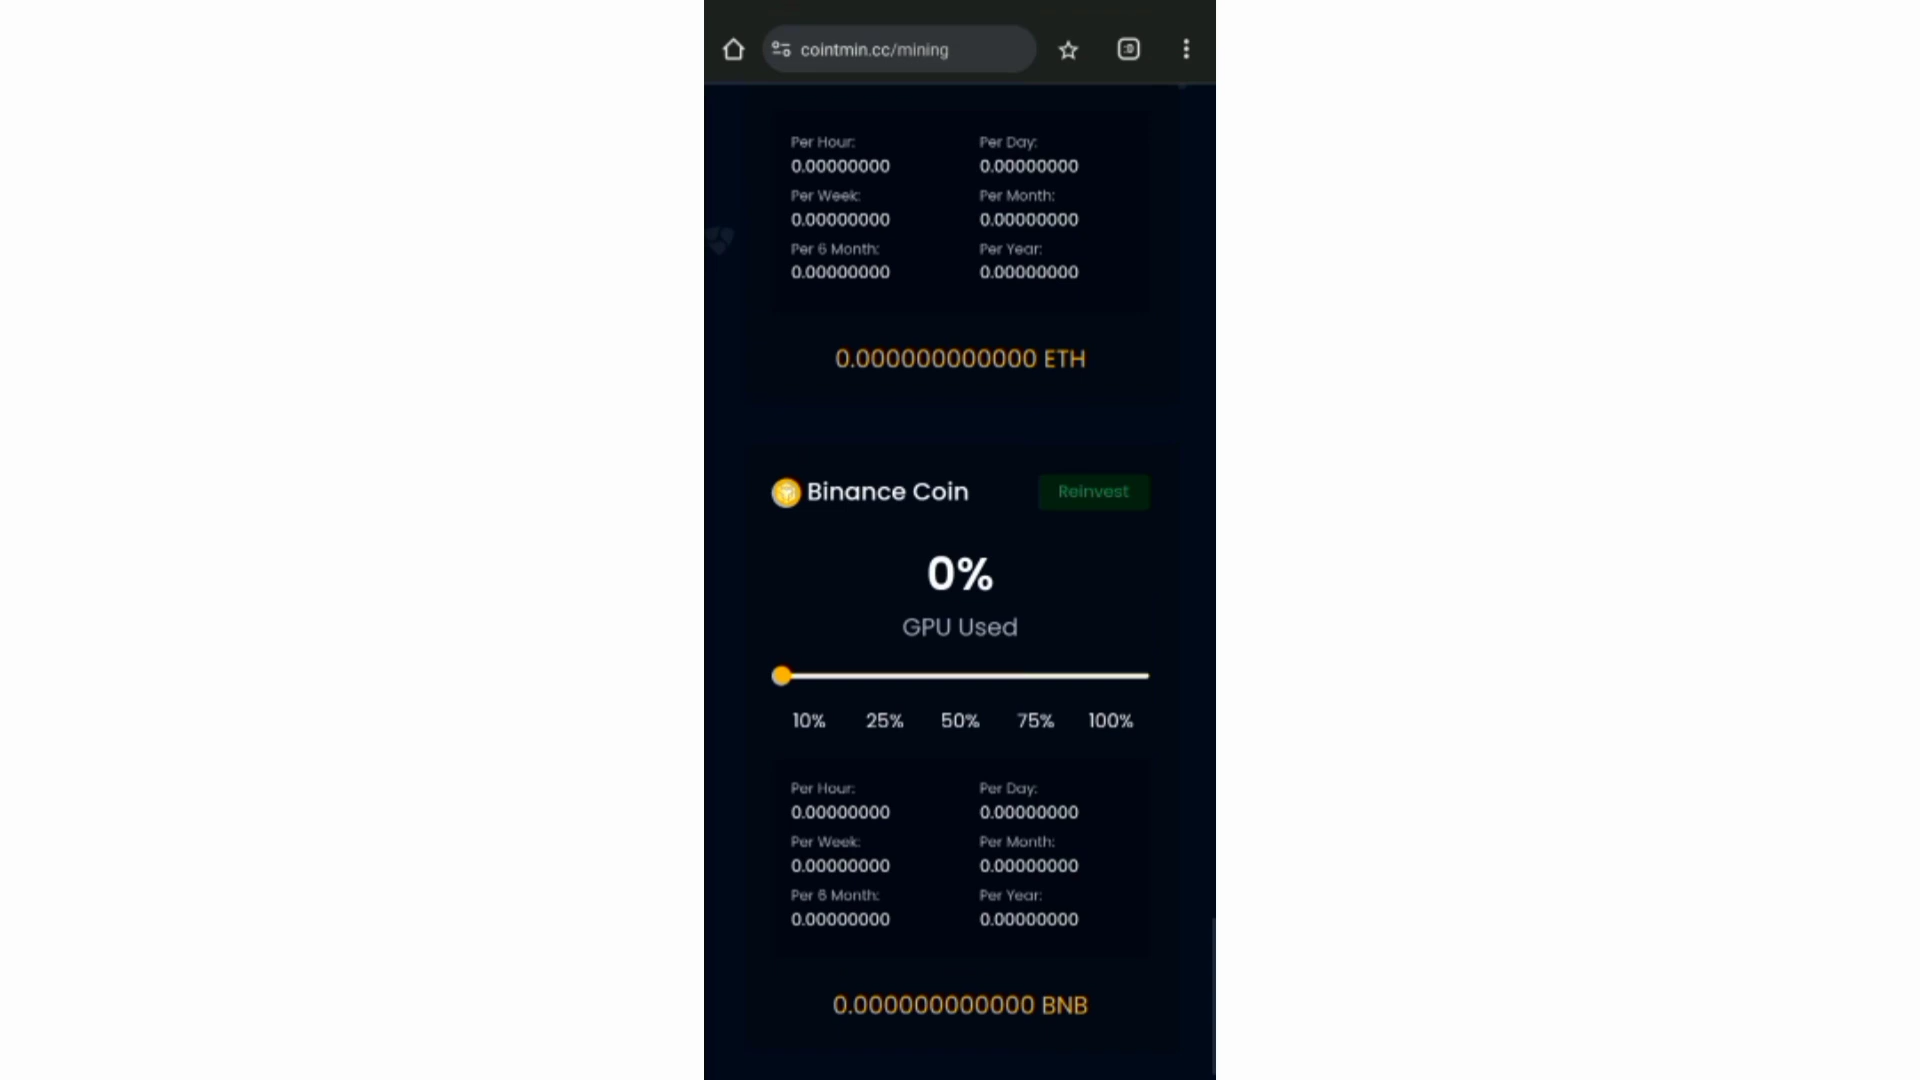 cointmin.cc/mining
Per Hour: Per Day:
0.00000000 0.00000000
Per Week: Per Month:
0.00000000 0.00000000
Per 6 Month: Per Year:
0.00000000 0.00000000
0.000000000000 ETH
Binance Coin Reinvest
0%
GPU Used
10% 25% 50% 75% 100%
Per Hour: Per Day:
0.00000000 0.00000000
Per Week: Per Month:
0.00000000 0.00000000
Per 6 Month: Per Year:
0.00000000 0.00000000
0.000000000000 BNB